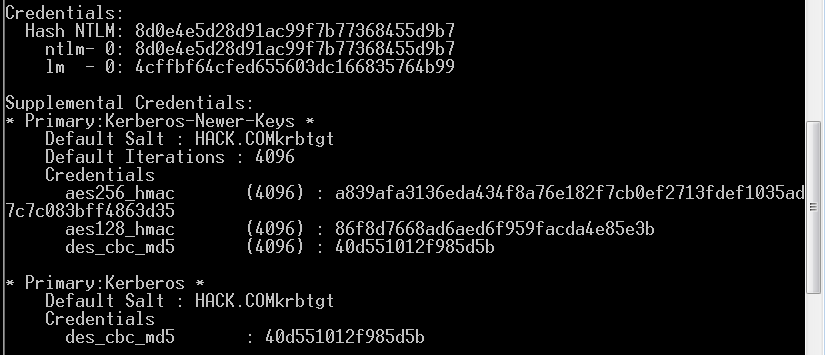 Credentials:
  Hash NTLM: 8d0e4e5d28d91ac99f7b77368455d9b7
    ntlm- 0: 8d0e4e5d28d91ac99f7b77368455d9b7
    lm  - 0: 4cffbf64cfed655603dc166835764b99

Supplemental Credentials:
* Primary:Kerberos-Newer-Keys *
    Default Salt : HACK.COMkrbtgt
    Default Iterations : 4096
    Credentials
      aes256_hmac       (4096) : a839afa3136eda434f8a76e182f7cb0ef2713fdef1035ad
7c7c083bff4863d35
      aes128_hmac       (4096) : 86f8d7668ad6aed6f959facda4e85e3b
      des_cbc_md5       (4096) : 40d551012f985d5b

* Primary:Kerberos *
    Default Salt : HACK.COMkrbtgt
    Credentials
      des_cbc_md5       : 40d551012f985d5b